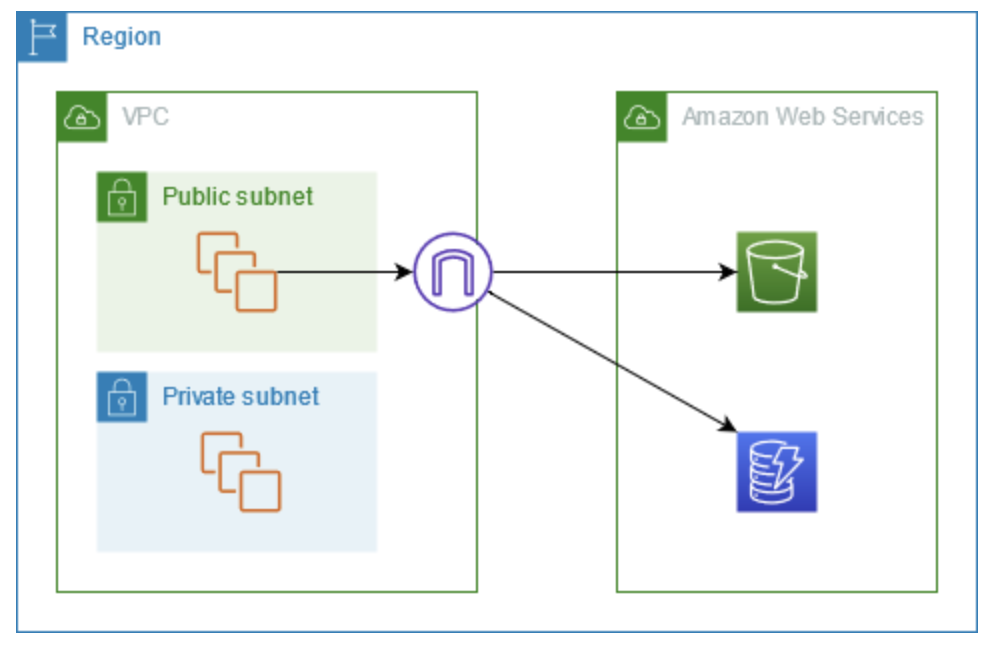 Region
VPC
Amazon Web Services
Public subnet
Private subnet